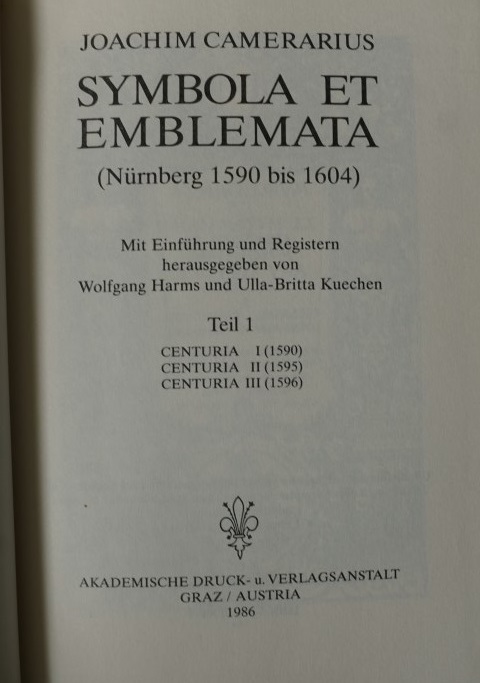 JOACHIM CAMERARIUS
SYMBOLA ET
EMBLEMATA
(Nürnberg 1590 bis 1604)
Mit Einführung und Registern
herausgegeben von
Wolfgang Harms und Ulla-Britta Kuechen
Teil 1
CENTURIA I (1590)
CENTURIA II (1595)
CENTURIA III (1596)
AKADEMISCHE DRUCK- u. VERLAGSANSTALT
GRAZ / AUSTRIA
1986